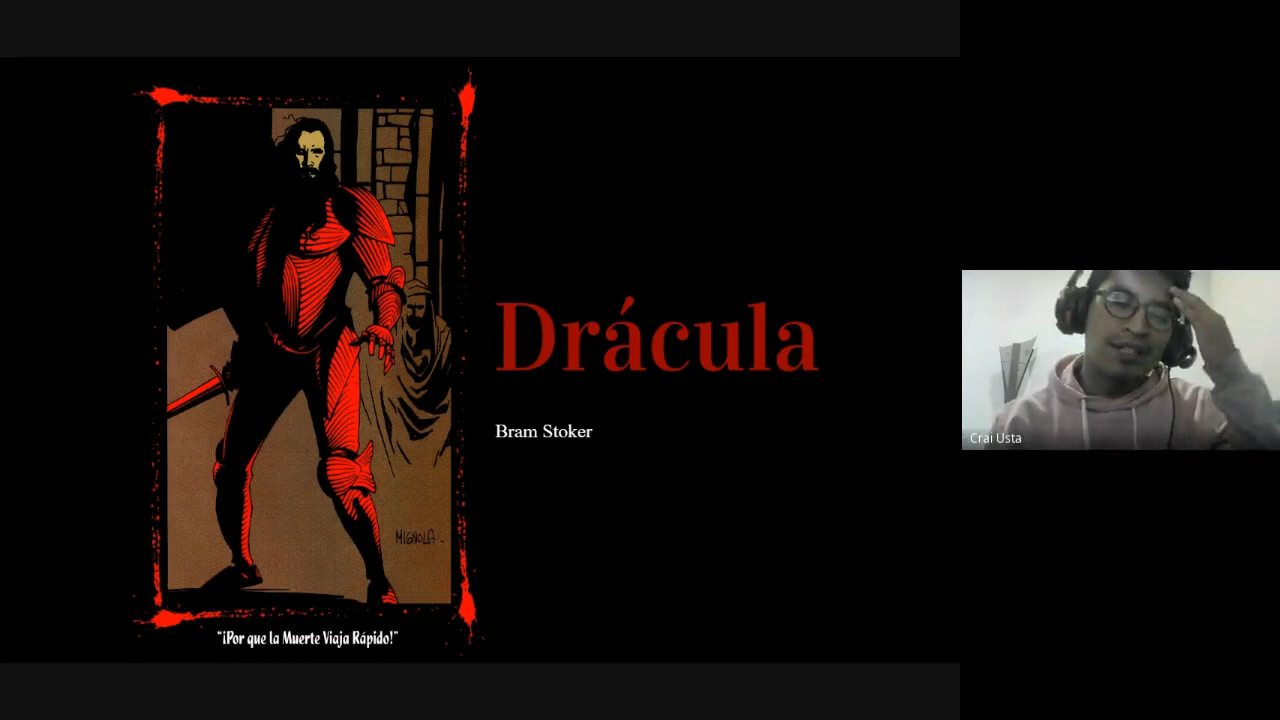 Drácula
Bram Stoker
MIGNOLA.
"¡Por que la Muerte Viaja Rápido!"
Crai Usta